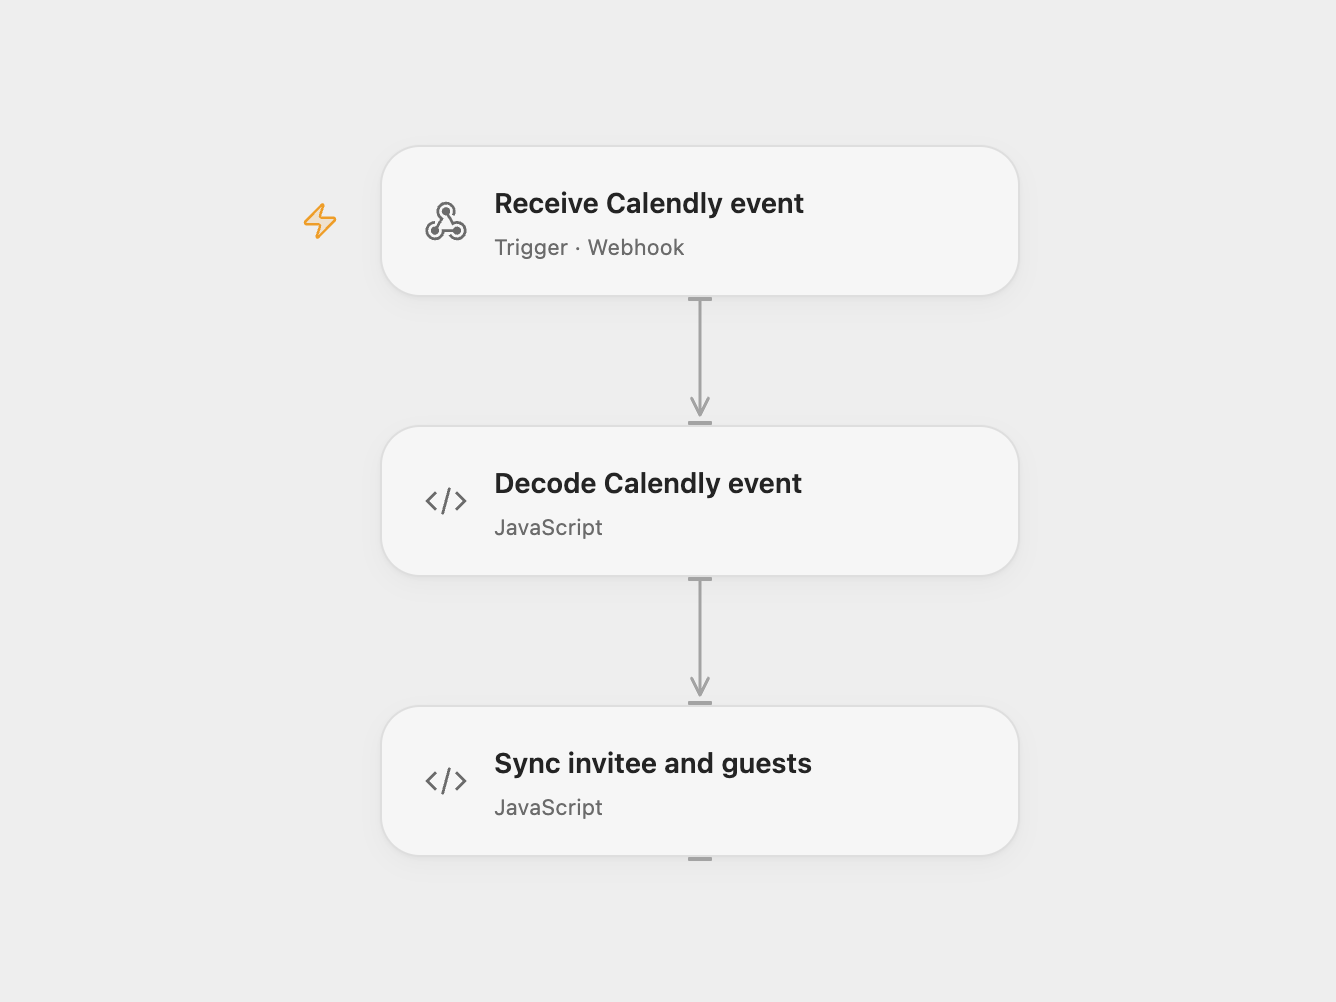 Receive Calendly event
Trigger · Webhook
Decode Calendly event
JavaScript
Sync invitee and guests
JavaScript